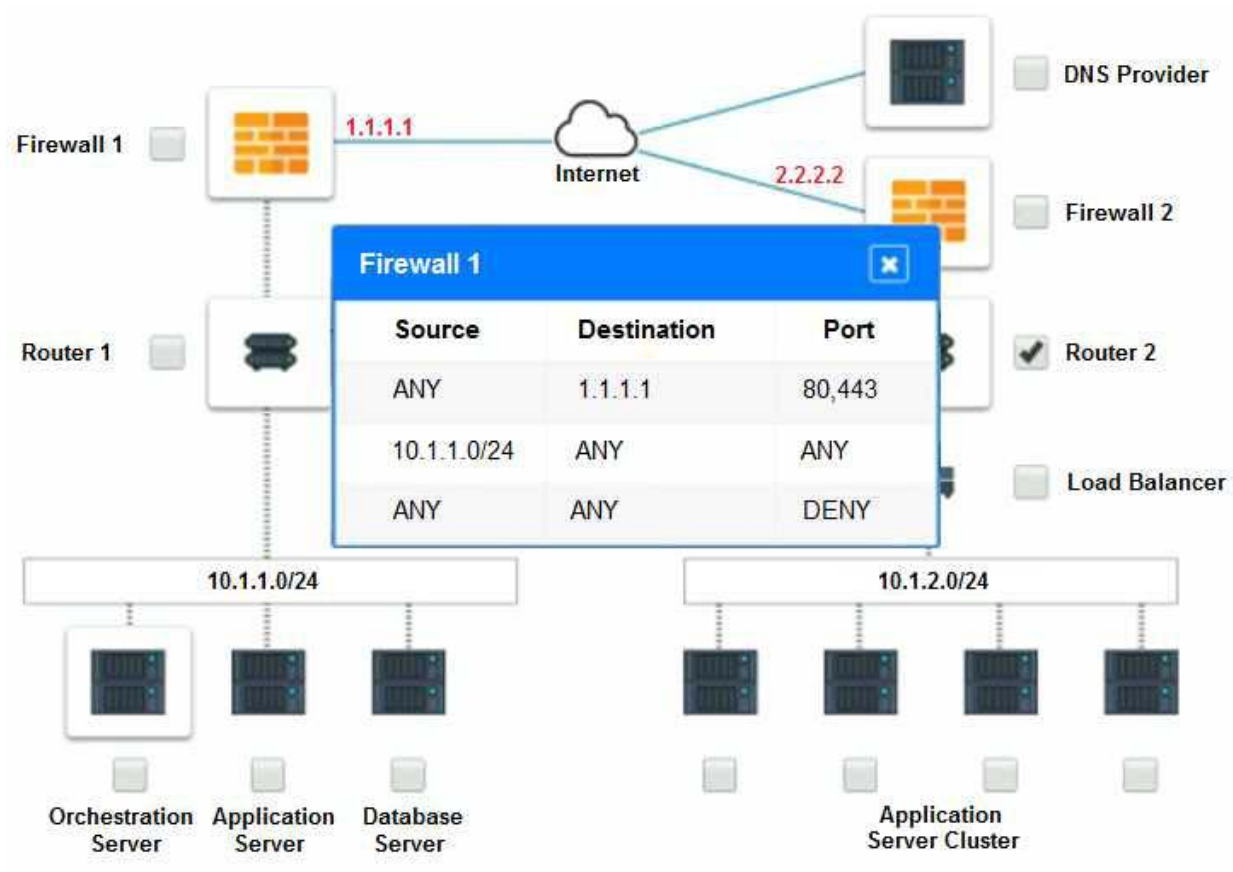 DNS Provider
Firewall 1
1.1.1.1
Internet
2.2.2.2
Firewall 2
Firewall 1
Source Destination Port
ANY 1.1.1.1 80,443
10.1.1.0/24 ANY ANY
ANY ANY DENY
Router 1
Router 2
Load Balancer
10.1.1.0/24
10.1.2.0/24
Orchestration
Server
Application
Server
Database
Server
Application
Server Cluster